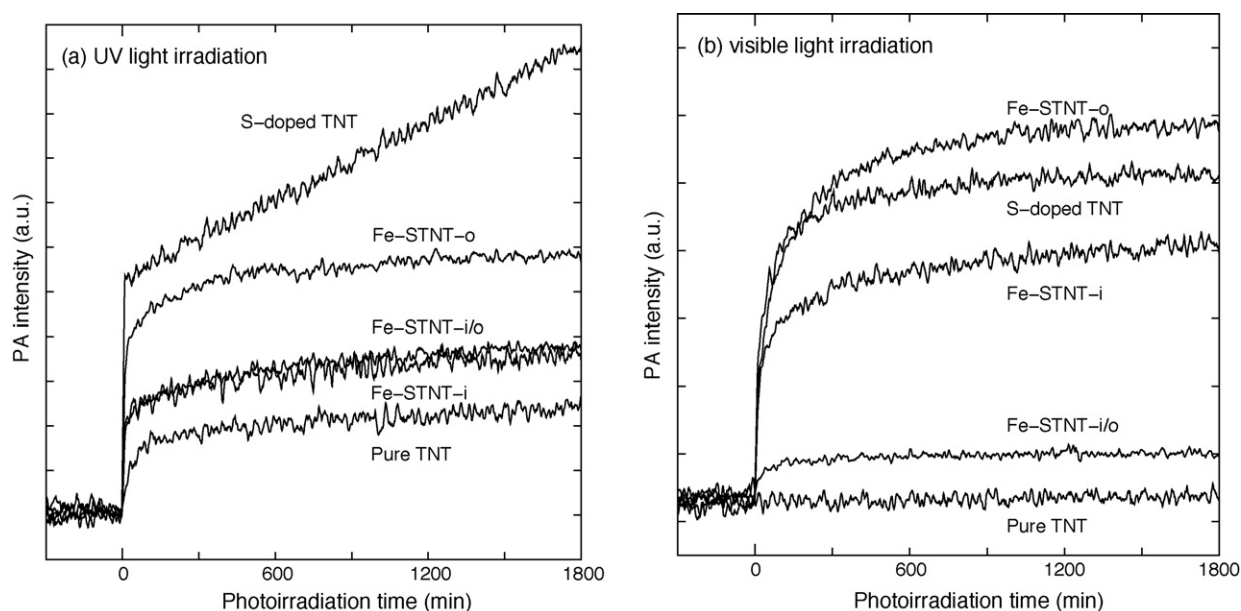 (a) UV light irradiation
S-doped TNT
Fe-STNT-o
Fe-STNT-i/o
Fe-STNT-i
Pure TNT
PA intensity (a.u.)
0 600 1200 1800
Photoirradiation time (min)
(b) visible light irradiation
Fe-STNT-o
S-doped TNT
Fe-STNT-i
Fe-STNT-i/o
Pure TNT
PA intensity (a.u.)
0 600 1200 1800
Photoirradiation time (min)